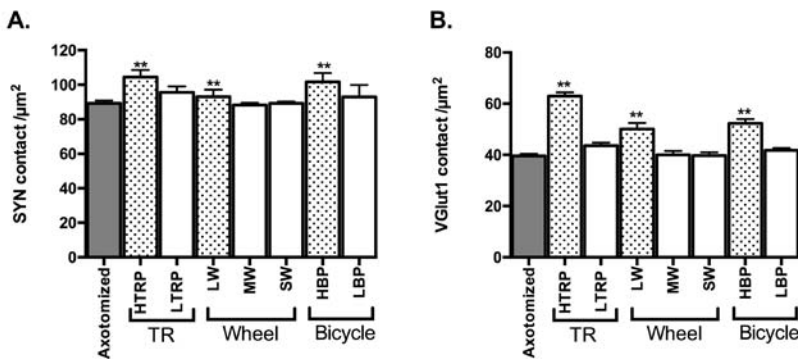 A.
SYN contact /µm²
120
100
80
60
40
20
0
**
**
**
Axotomized
HTRP
LTRP
LW
MW
SW
HBP
LBP
TR
Wheel
Bicycle
B.
VGlut1 contact /µm²
80
60
40
20
0
**
**
**
Axotomized
HTRP
LTRP
LW
MW
SW
HBP
LBP
TR
Wheel
Bicycle